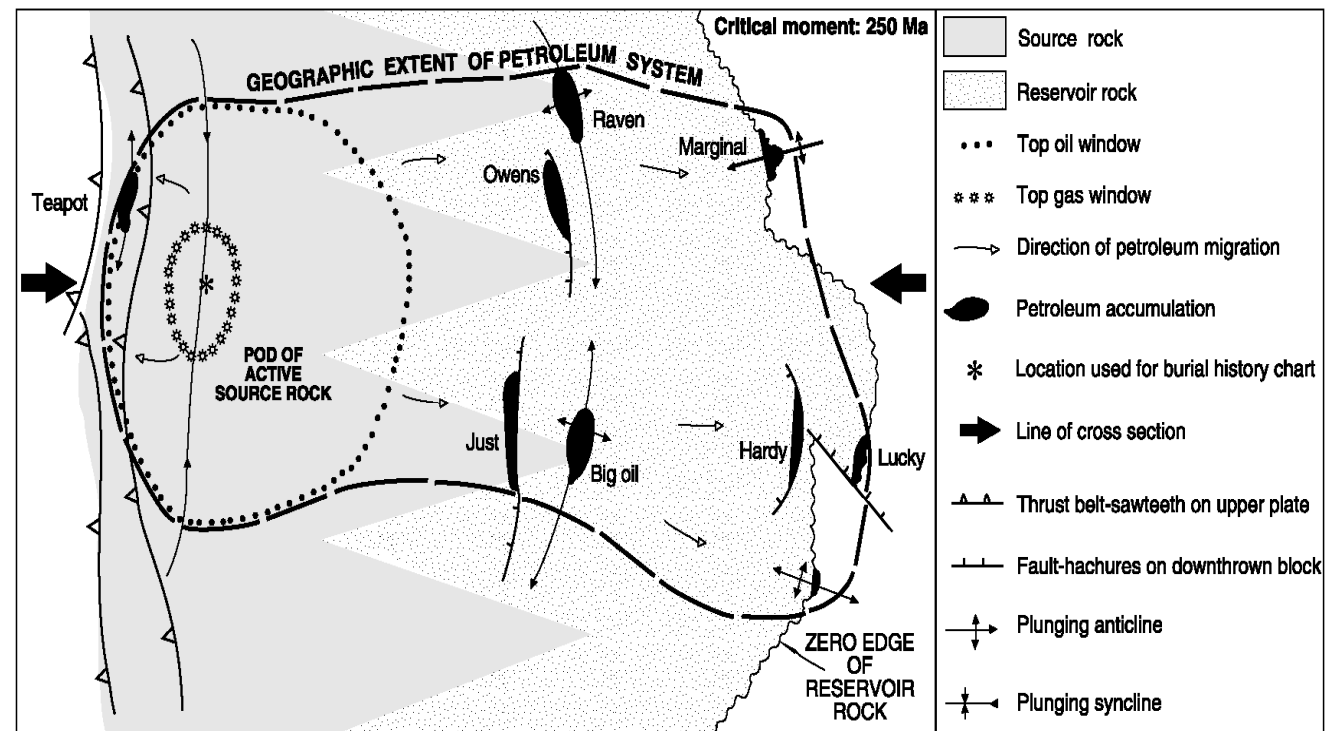 Critical moment: 250 Ma
GEOGRAPHIC EXTENT OF PETROLEUM SYSTEM
Raven
Marginal
Owens
Teapot
POD OF
ACTIVE
SOURCE ROCK
Just
Big oil
Hardy
Lucky
ZERO EDGE
OF
RESERVOIR
ROCK
Source rock
Reservoir rock
Top oil window
Top gas window
Direction of petroleum migration
Petroleum accumulation
Location used for burial history chart
Line of cross section
Thrust belt-sawteeth on upper plate
Fault-hachures on downthrown block
Plunging anticline
Plunging syncline